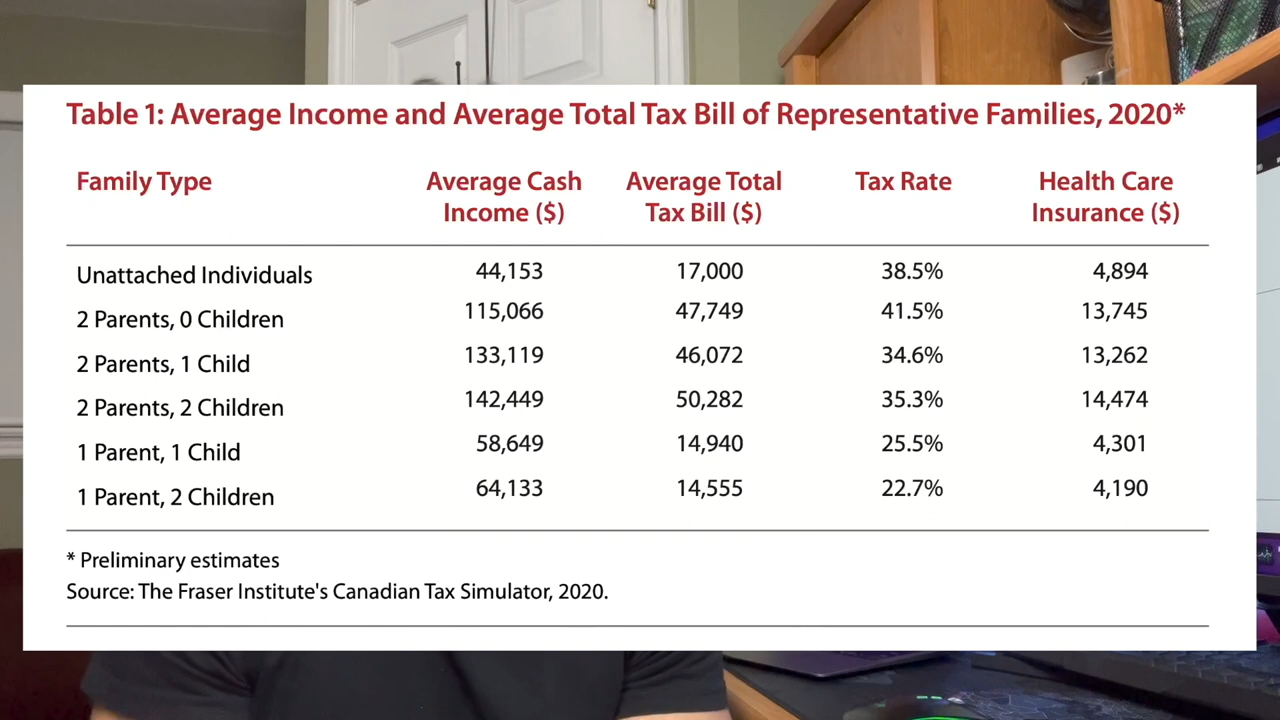 Table 1: Average Income and Average Total Tax Bill of Representative Families, 2020*
Family Type Average Cash Income ($) Average Total Tax Bill ($) Tax Rate Health Care Insurance ($)
Unattached Individuals 44,153 17,000 38.5% 4,894
2 Parents, 0 Children 115,066 47,749 41.5% 13,745
2 Parents, 1 Child 133,119 46,072 34.6% 13,262
2 Parents, 2 Children 142,449 50,282 35.3% 14,474
1 Parent, 1 Child 58,649 14,940 25.5% 4,301
1 Parent, 2 Children 64,133 14,555 22.7% 4,190
* Preliminary estimates
Source: The Fraser Institute's Canadian Tax Simulator, 2020.